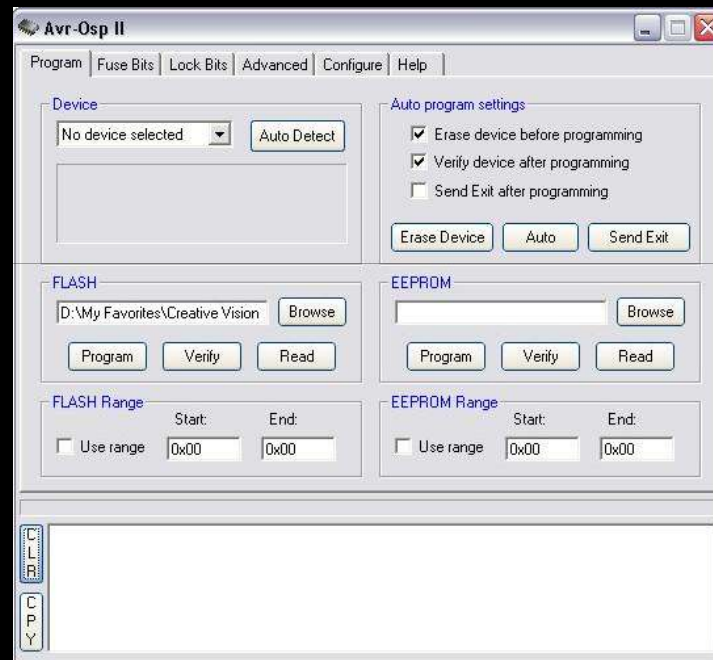 Avr-Osp II
Program Fuse Bits Lock Bits Advanced Configure Help
Device
No device selected Auto Detect
Auto program settings
Erase device before programming
Verify device after programming
Send Exit after programming
Erase Device Auto Send Exit
FLASH
D:\My Favorites\Creative Vision Browse
Program Verify Read
EEPROM
Browse
Program Verify Read
FLASH Range
Start: End:
Use range 0x00 0x00
EEPROM Range
Start: End:
Use range 0x00 0x00
CLR
CPY